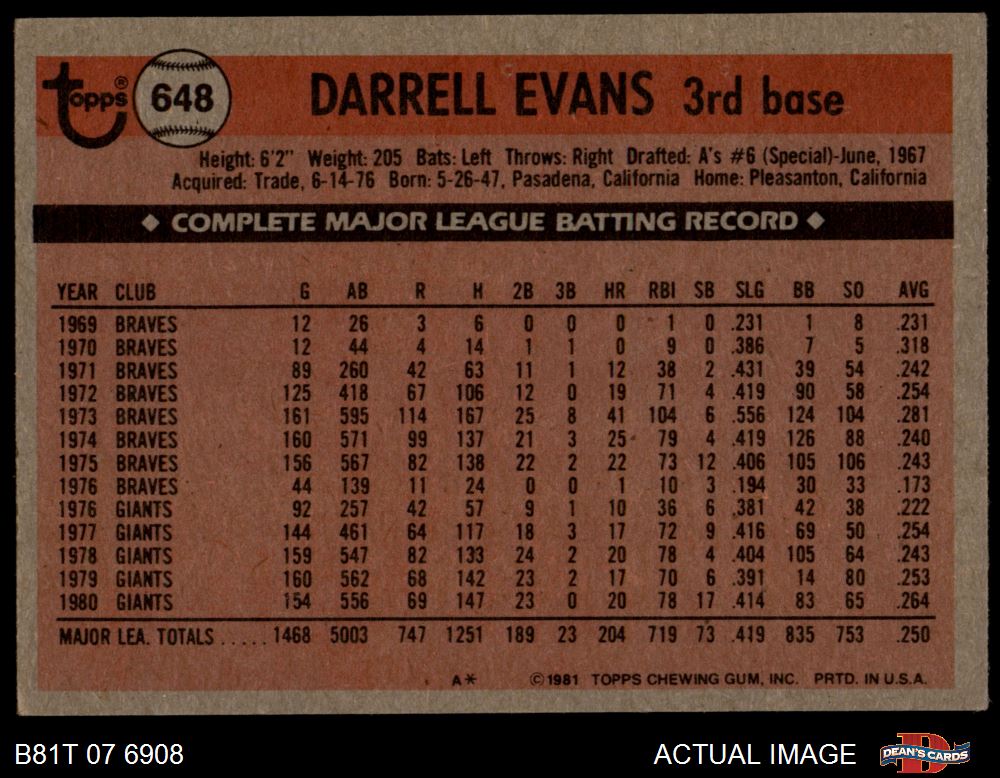 Topps® 648 DARRELL EVANS 3rd base
Height: 6'2" Weight: 205 Bats: Left Throws: Right Drafted: A's #6 (Special)-June, 1967
Acquired: Trade, 6-14-76 Born: 5-26-47, Pasadena, California Home: Pleasanton, California
◆ COMPLETE MAJOR LEAGUE BATTING RECORD ◆
YEAR CLUB G AB R H 2B 3B HR RBI SB SLG BB SO AVG
1969 BRAVES 12 26 3 6 0 0 0 1 0 .231 1 8 .231
1970 BRAVES 12 44 4 14 1 1 0 9 0 .386 7 5 .318
1971 BRAVES 89 260 42 63 11 1 12 38 2 .431 39 54 .242
1972 BRAVES 125 418 67 106 12 0 19 71 4 .419 90 58 .254
1973 BRAVES 161 595 114 167 25 8 41 104 6 .556 124 104 .281
1974 BRAVES 160 571 99 137 21 3 25 79 4 .419 126 88 .240
1975 BRAVES 156 567 82 138 22 2 22 73 12 .406 105 106 .243
1976 BRAVES 44 139 11 24 0 0 1 10 3 .194 30 33 .173
1976 GIANTS 92 257 42 57 9 1 10 36 6 .381 42 38 .222
1977 GIANTS 144 461 64 117 18 3 17 72 9 .416 69 50 .254
1978 GIANTS 159 547 82 133 24 2 20 78 4 .404 105 64 .243
1979 GIANTS 160 562 68 142 23 2 17 70 6 .391 14 80 .253
1980 GIANTS 154 556 69 147 23 0 20 78 17 .414 83 65 .264
MAJOR LEA. TOTALS ..... 1468 5003 747 1251 189 23 204 719 73 .419 835 753 .250
A* ©1981 TOPPS CHEWING GUM, INC. PRTD. IN U.S.A.
B81T 07 6908 ACTUAL IMAGE D DEAN'S CARDS